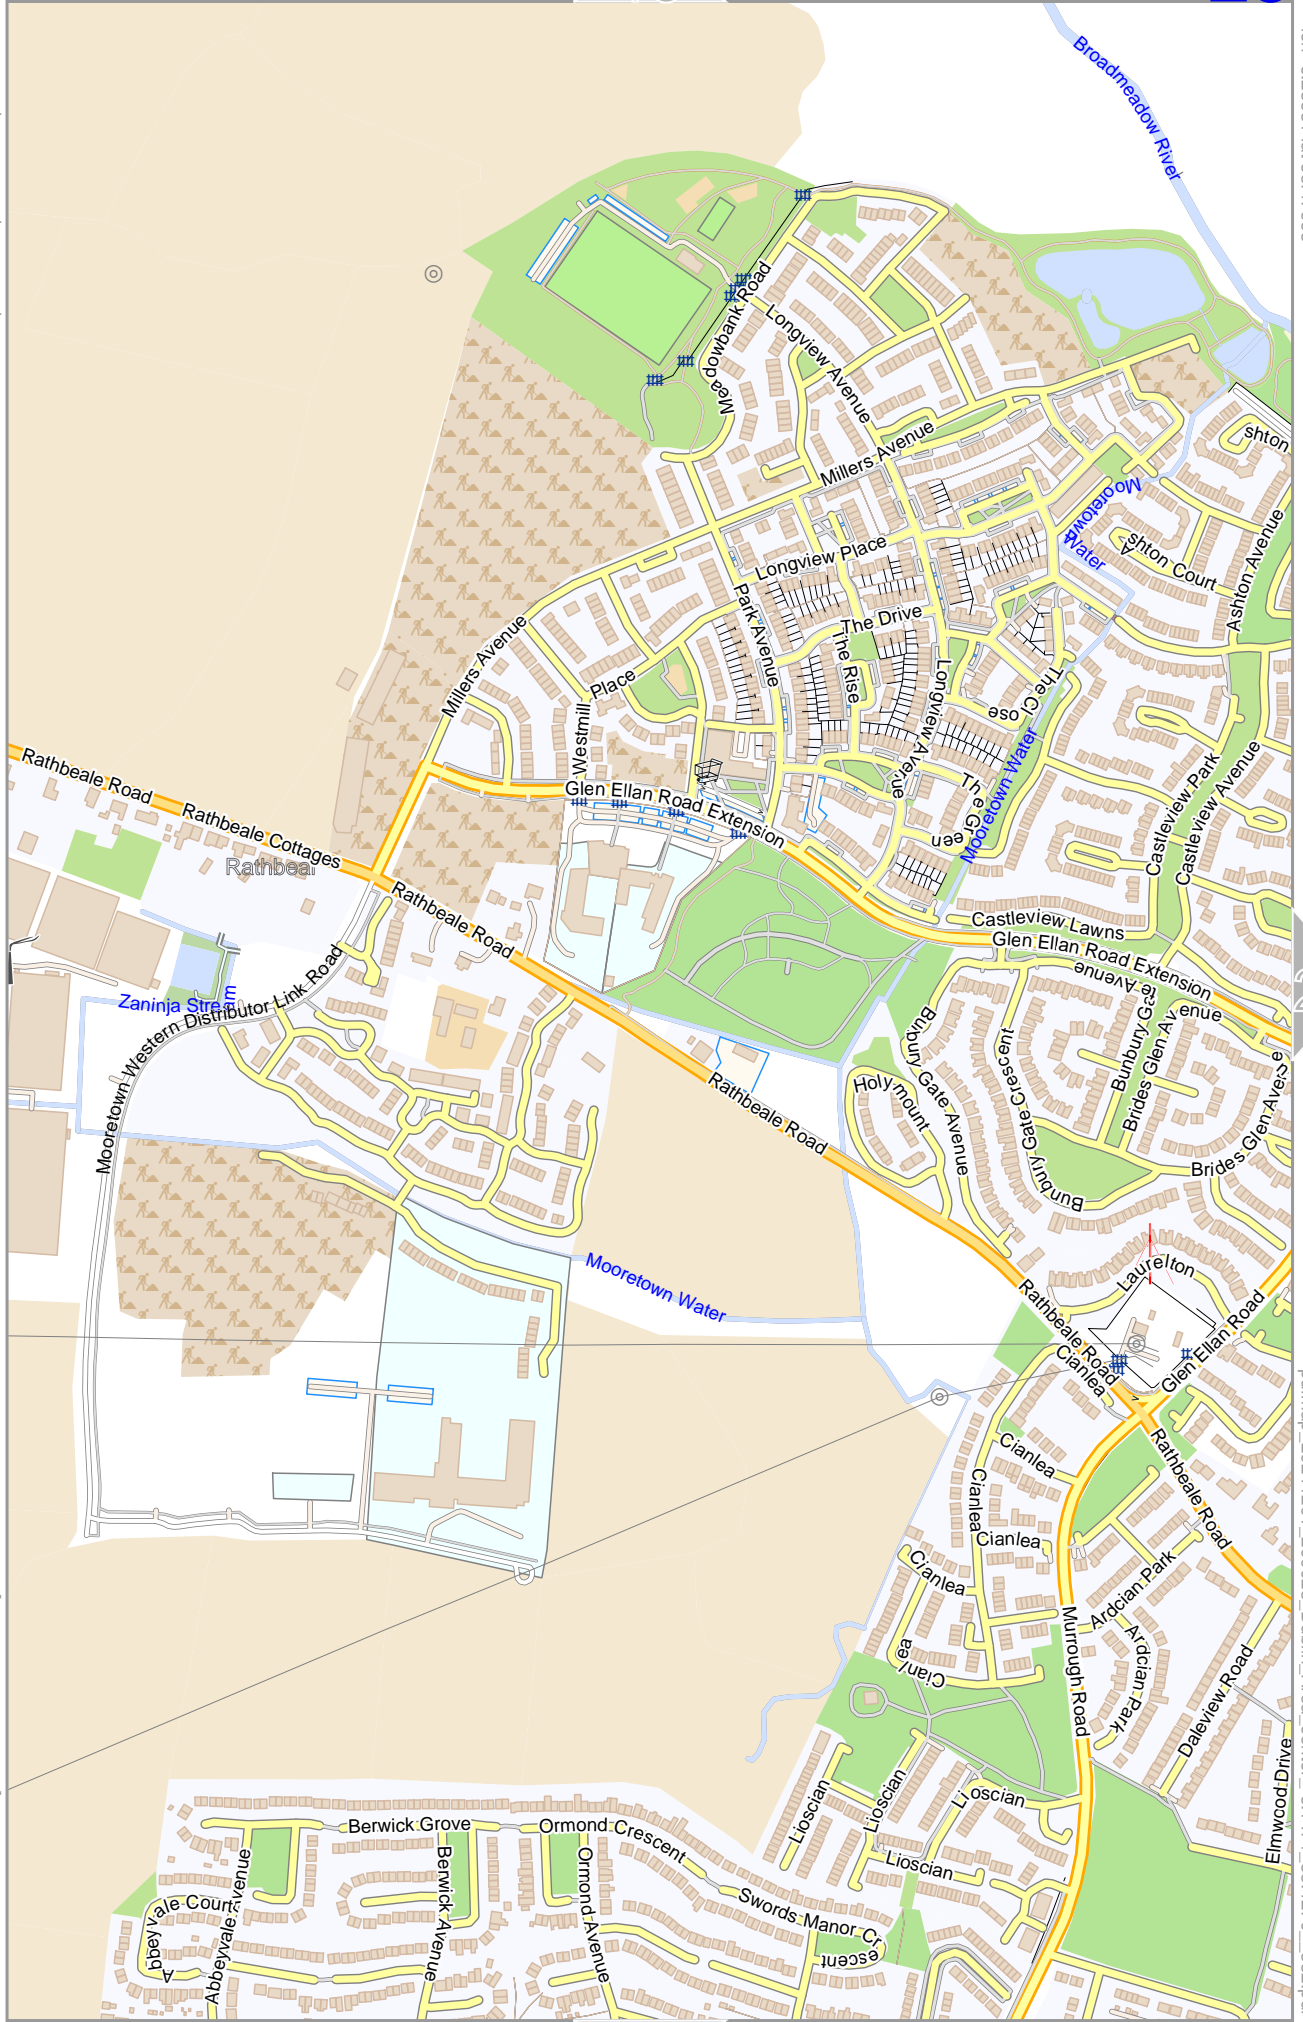 Broadmeadow River
Meadowbank Road
Longview Avenue
Millers Avenue
shton
Mooretown
Water
Ashton Court
Ashton Avenue
Longview Place
Park Avenue
The Drive
The Rise
Millers Avenue
Westmill Place
Longview Avenue
The Close
Mooretown Water
The Green
Castleview Park
Castleview Avenue
Rathbeale Road
Rathbeale Cottages
Rathbeal
Glen Ellan Road Extension
Rathbeale Road
Castleview Lawns
Glen Ellan Road Extension
Zaninja Stream
Mooretown Western Distributor Link Road
Bunbury Gate Avenue
Bunbury Gate Avenue
Bunbury Gate Crescent
Brides Glen Avenue
Brides Glen Avenue
Holymount
Rathbeale Road
Mooretown Water
Laurelton
Rathbeale Road
Glen Ellan Road
Cianlea
Cianlea
Cianlea
Cianlea
Cianlea
Cianlea
Rathbeale Road
Ardcian Park
Ardcian Park
Murrough Road
Daleview Road
Elmwood Drive
Lioscian
Lioscian
Lioscian
Lioscian
Berwick Grove
Ormond Crescent
Berwick Avenue
Ormond Avenue
Abbeyvale Court
Abbeyvale Avenue
Swords Manor Crescent